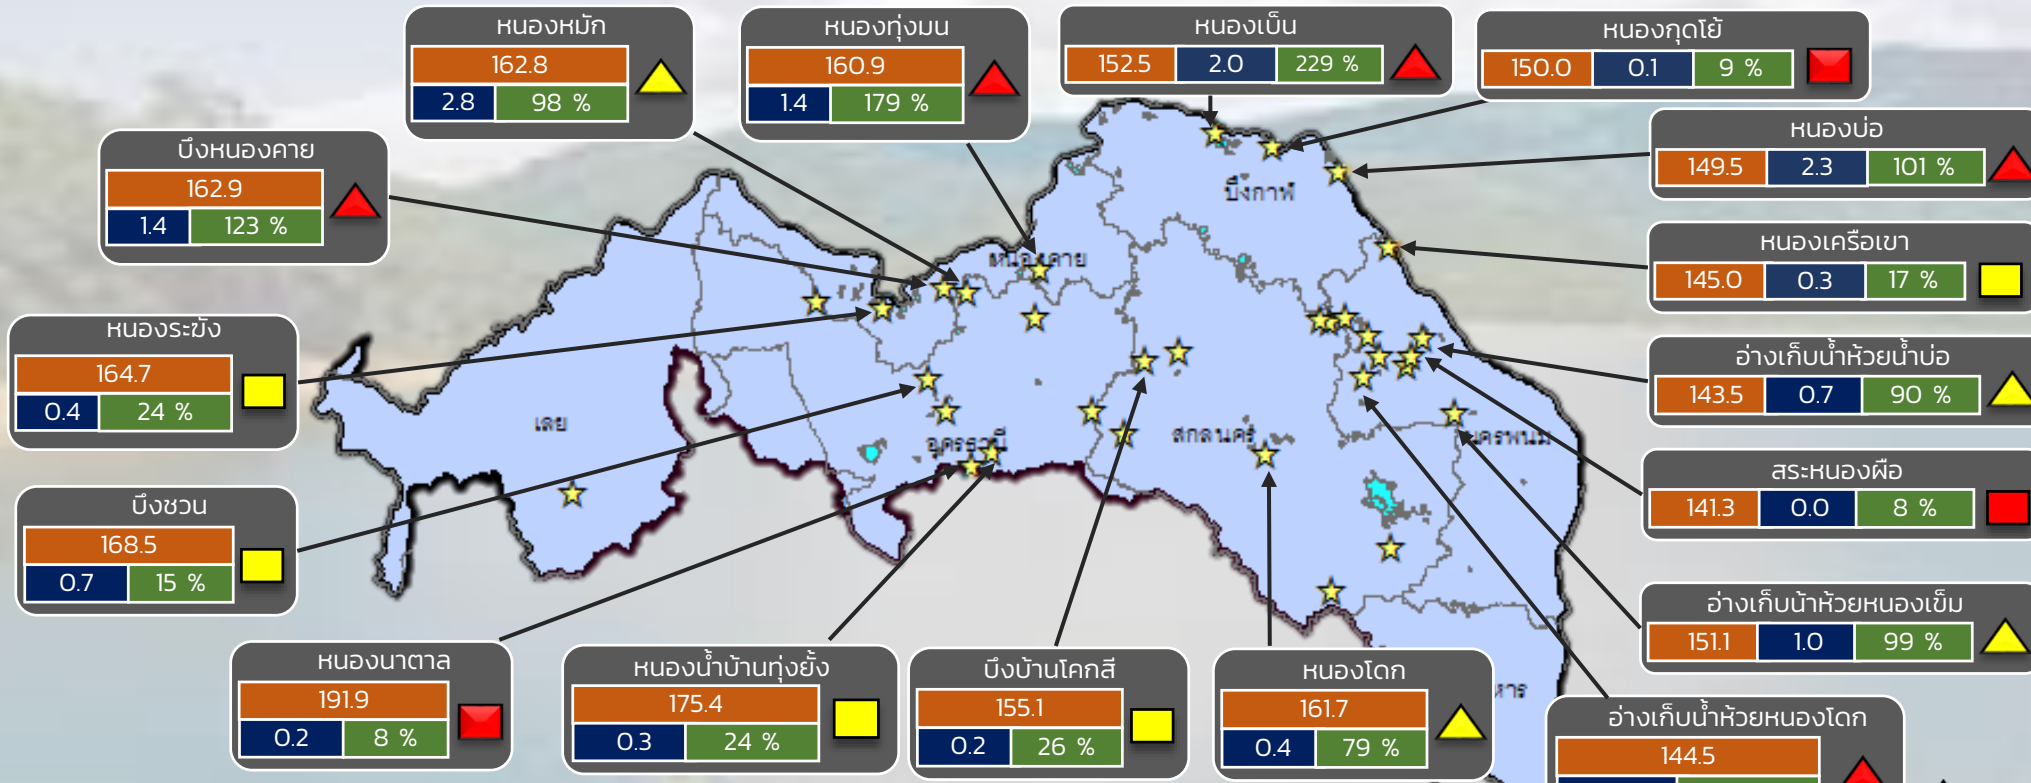 หนองหมัก
162.8
2.8 98 %
หนองทุ่งมน
160.9
1.4 179 %
หนองเบ็น
152.5 2.0 229 %
หนองกุดโย้
150.0 0.1 9 %
บึงหนองคาย
162.9
1.4 123 %
หนองบ่อ
149.5 2.3 101 %
บึงกาฬ
หนองเครือเขา
145.0 0.3 17 %
หนองคาย
หนองระฆัง
164.7
0.4 24 %
อ่างเก็บน้ำห้วยน้ำบ่อ
143.5 0.7 90 %
เลย
อุดรธานี
สกลนคร
นครพนม
สระหนองผือ
141.3 0.0 8 %
บึงชวน
168.5
0.7 15 %
อ่างเก็บน้าห้วยหนองเข็ม
151.1 1.0 99 %
หนองนาตาล
191.9
0.2 8 %
หนองน้ำบ้านทุ่งยั้ง
175.4
0.3 24 %
บึงบ้านโคกสี
155.1
0.2 26 %
หนองโดก
161.7
0.4 79 %
หาร
อ่างเก็บน้ำห้วยหนองโดก
144.5